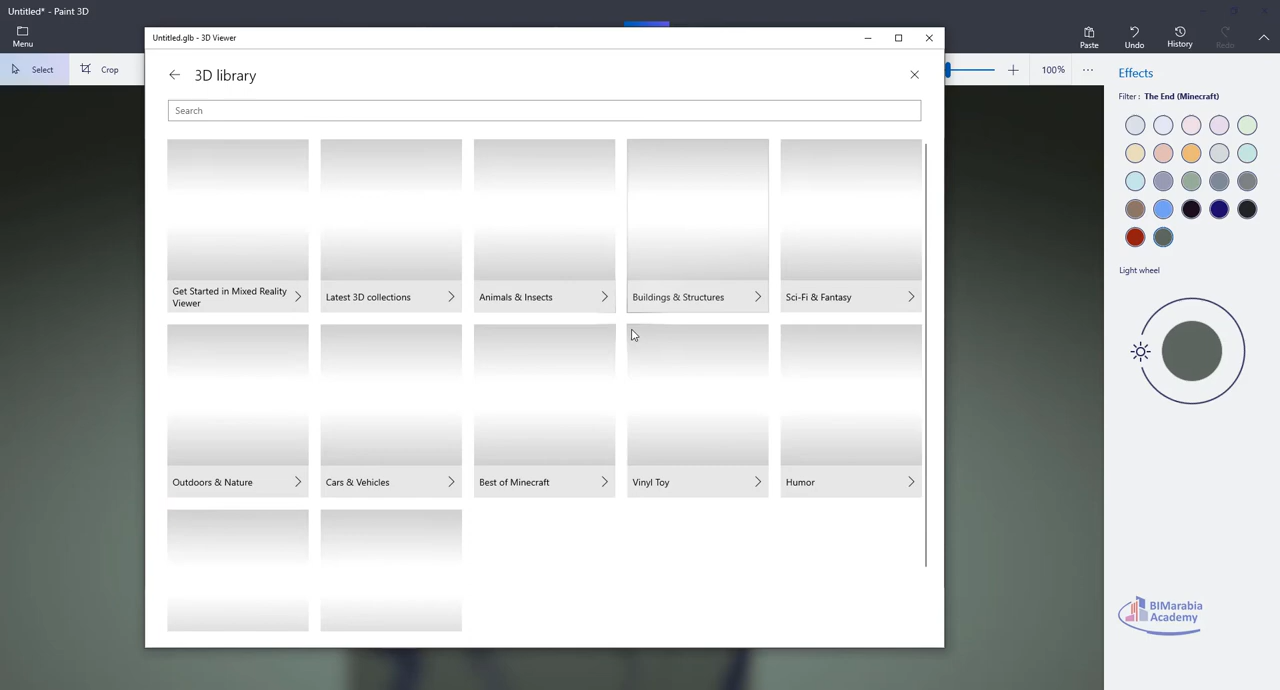 Untitled* - Paint 3D
Menu
Paste
Undo
History
Redo
Select
Crop
100%
Untitled.glb - 3D Viewer
3D library
Search
Get Started in Mixed Reality
Viewer
Latest 3D collections
Animals & Insects
Buildings & Structures
Sci-Fi & Fantasy
Outdoors & Nature
Cars & Vehicles
Best of Minecraft
Vinyl Toy
Humor
Effects
Filter : The End (Minecraft)
Light wheel
BIMarabia
Academy